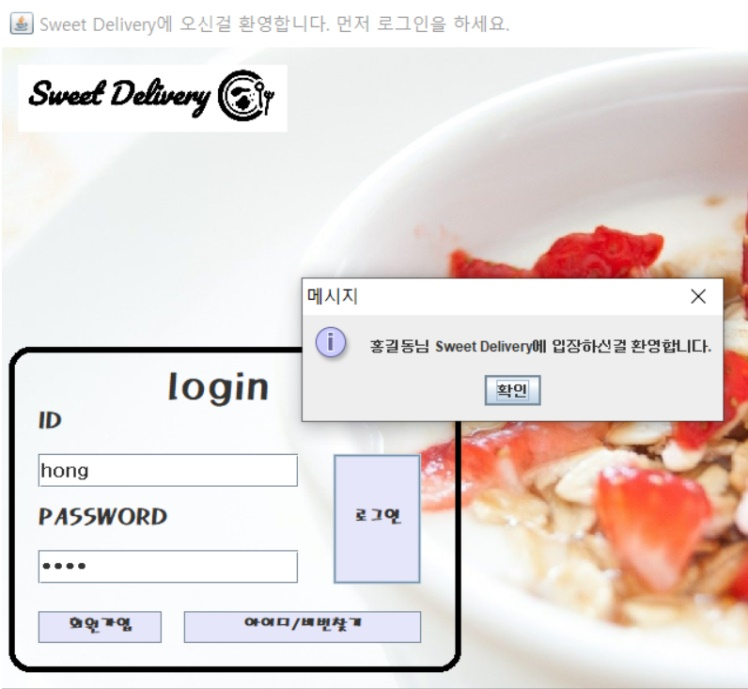 Sweet Delivery에 오신걸 환영합니다. 먼저 로그인을 하세요.
Sweet Delivery
메시지
홍길동님 Sweet Delivery에 입장하신걸 환영합니다.
확인
login
ID
hong
PASSWORD
••••
로그인
회원가입
아이디/비번찾기